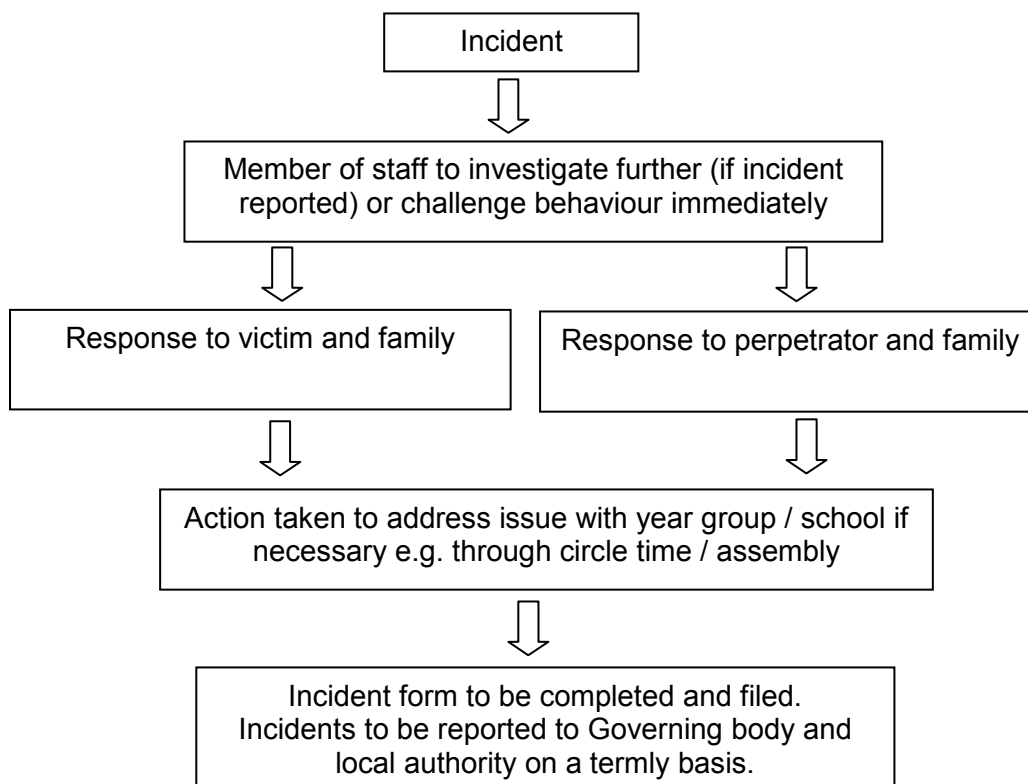 Incident
Member of staff to investigate further (if incident
reported) or challenge behaviour immediately
Response to victim and family
Response to perpetrator and family
Action taken to address issue with year group / school if
necessary e.g. through circle time / assembly
Incident form to be completed and filed.
Incidents to be reported to Governing body and
local authority on a termly basis.